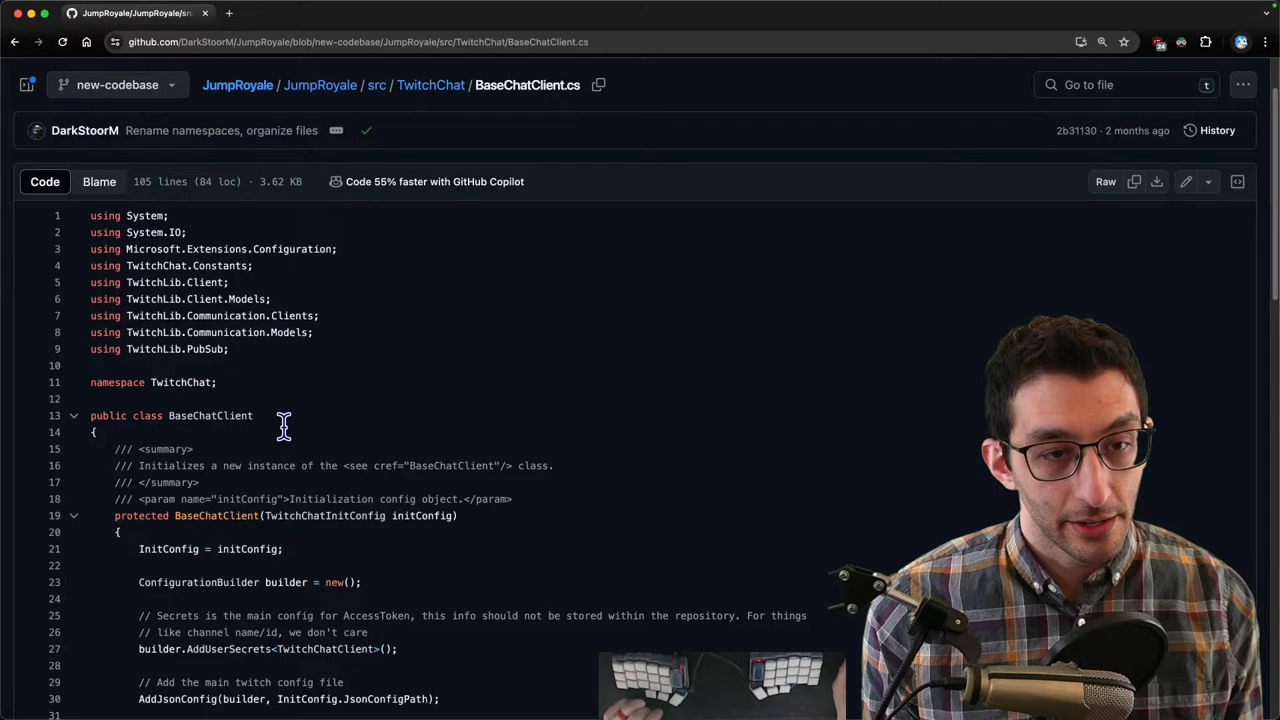 JumpRoyale/JumpRoyale/src
github.com/DarkStoorM/JumpRoyale/blob/new-codebase/JumpRoyale/src/TwitchChat/BaseChatClient.cs
24
new-codebase
JumpRoyale / JumpRoyale / src / TwitchChat / BaseChatClient.cs
Go to file
t
DarkStoorM Rename namespaces, organize files
2b31130 · 2 months ago
History
Code
Blame
105 lines (84 loc) · 3.62 KB
Code 55% faster with GitHub Copilot
Raw
1 using System;
2 using System.IO;
3 using Microsoft.Extensions.Configuration;
4 using TwitchChat.Constants;
5 using TwitchLib.Client;
6 using TwitchLib.Client.Models;
7 using TwitchLib.Communication.Clients;
8 using TwitchLib.Communication.Models;
9 using TwitchLib.PubSub;
10
11 namespace TwitchChat;
12
13 public class BaseChatClient
14 {
15 /// <summary>
16 /// Initializes a new instance of the <see cref="BaseChatClient"/> class.
17 /// </summary>
18 /// <param name="initConfig">Initialization config object.</param>
19 protected BaseChatClient(TwitchChatInitConfig initConfig)
20 {
21 InitConfig = initConfig;
22
23 ConfigurationBuilder builder = new();
24
25 // Secrets is the main config for AccessToken, this info should not be stored within the repository. For things
26 // like channel name/id, we don't care
27 builder.AddUserSecrets<TwitchChatClient>();
28
29 // Add the main twitch config file
30 AddJsonConfig(builder, InitConfig.JsonConfigPath);
31